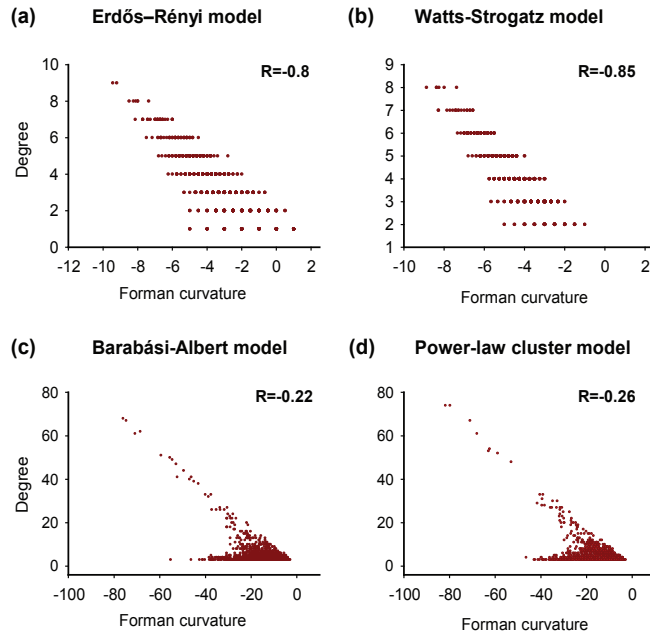 (a) Erdős–Rényi model
R=-0.8
Degree
10
8
6
4
2
0
-12 -10 -8 -6 -4 -2 0 2
Forman curvature
(b) Watts-Strogatz model
R=-0.85
9
8
7
6
5
4
3
2
1
-10 -8 -6 -4 -2 0 2
Forman curvature
(c) Barabási-Albert model
R=-0.22
Degree
80
60
40
20
0
-100 -80 -60 -40 -20 0
Forman curvature
(d) Power-law cluster model
R=-0.26
80
60
40
20
0
-100 -80 -60 -40 -20 0
Forman curvature